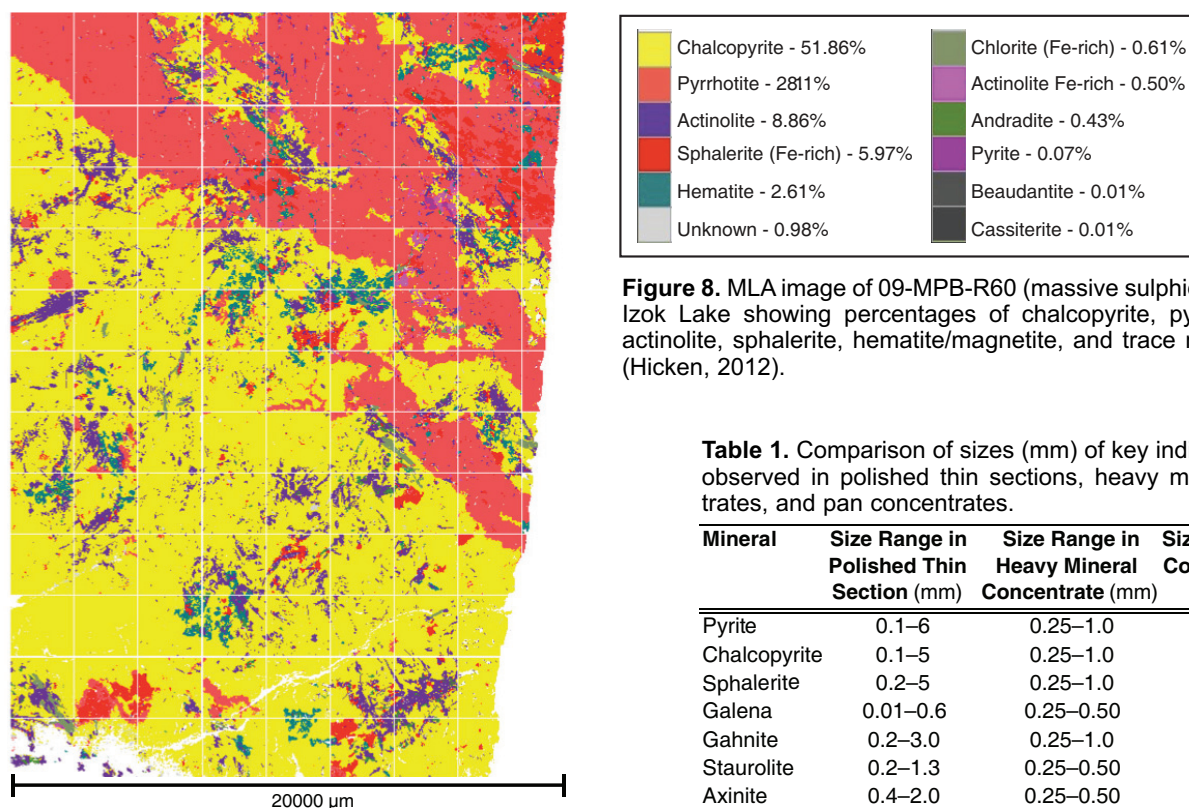 Chalcopyrite - 51.86%
Pyrrhotite - 2811%
Actinolite - 8.86%
Sphalerite (Fe-rich) - 5.97%
Hematite - 2.61%
Unknown - 0.98%
Chlorite (Fe-rich) - 0.61%
Actinolite Fe-rich - 0.50%
Andradite - 0.43%
Pyrite - 0.07%
Beaudantite - 0.01%
Cassiterite - 0.01%
Figure 8. MLA image of 09-MPB-R60 (massive sulphi
Izok Lake showing percentages of chalcopyrite, py
actinolite, sphalerite, hematite/magnetite, and trace
(Hicken, 2012).
Table 1. Comparison of sizes (mm) of key ind
observed in polished thin sections, heavy m
trates, and pan concentrates.
Mineral Size Range in Size Range in Siz
Polished Thin Heavy Mineral Co
Section (mm) Concentrate (mm)
Pyrite 0.1–6 0.25–1.0
Chalcopyrite 0.1–5 0.25–1.0
Sphalerite 0.2–5 0.25–1.0
Galena 0.01–0.6 0.25–0.50
Gahnite 0.2–3.0 0.25–1.0
Staurolite 0.2–1.3 0.25–0.50
Axinite 0.4–2.0 0.25–0.50
20000 µm